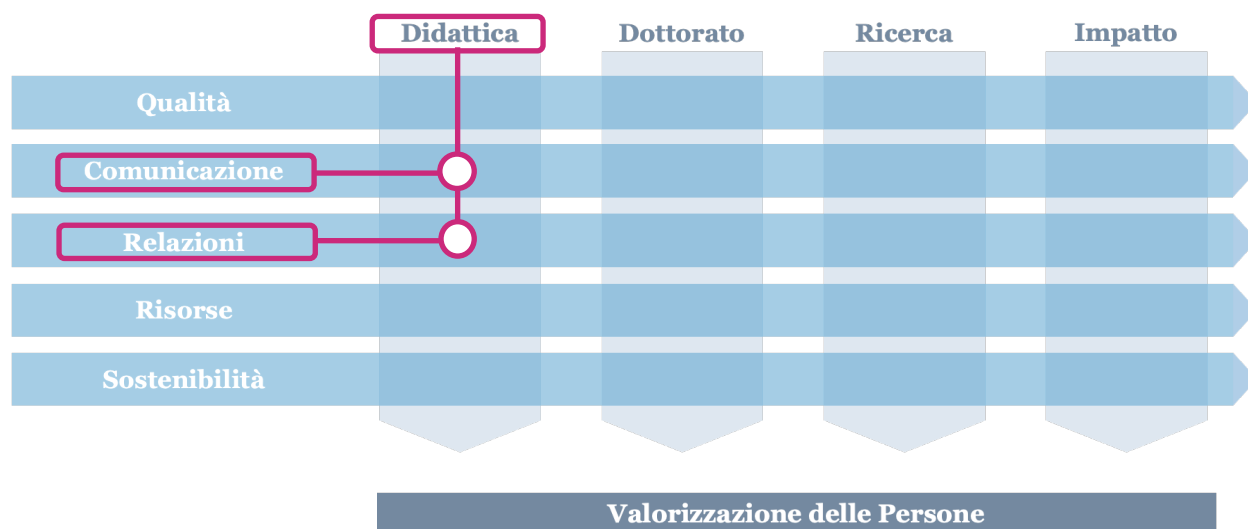 Didattica
Dottorato
Ricerca
Impatto
Qualità
Comunicazione
Relazioni
Risorse
Sostenibilità
Valorizzazione delle Persone